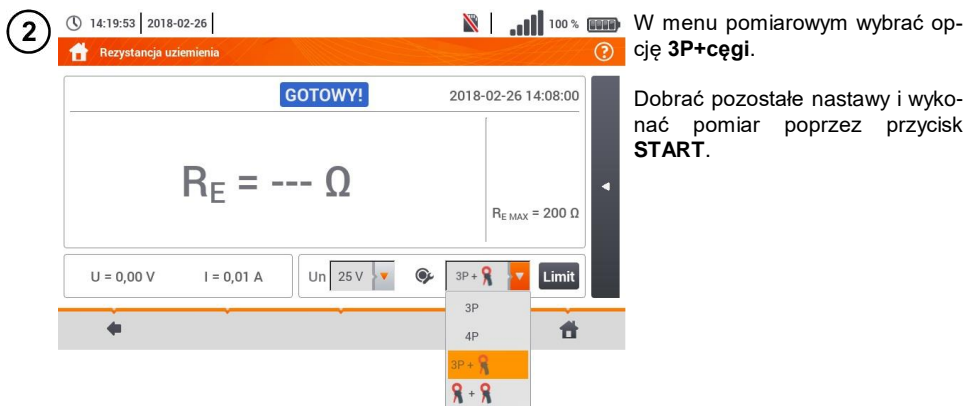 2
14:19:53 2018-02-26 100 %
Rezystancja uziemienia ?
GOTOWY! 2018-02-26 14:08:00
RE = --- Ω
RE MAX = 200 Ω
U = 0,00 V I = 0,01 A Un 25 V 3P + Limit
3P
4P
3P +
+
W menu pomiarowym wybrać op-
cję 3P+cęgi.
Dobrać pozostałe nastawy i wyko-
nać pomiar poprzez przycisk
START.